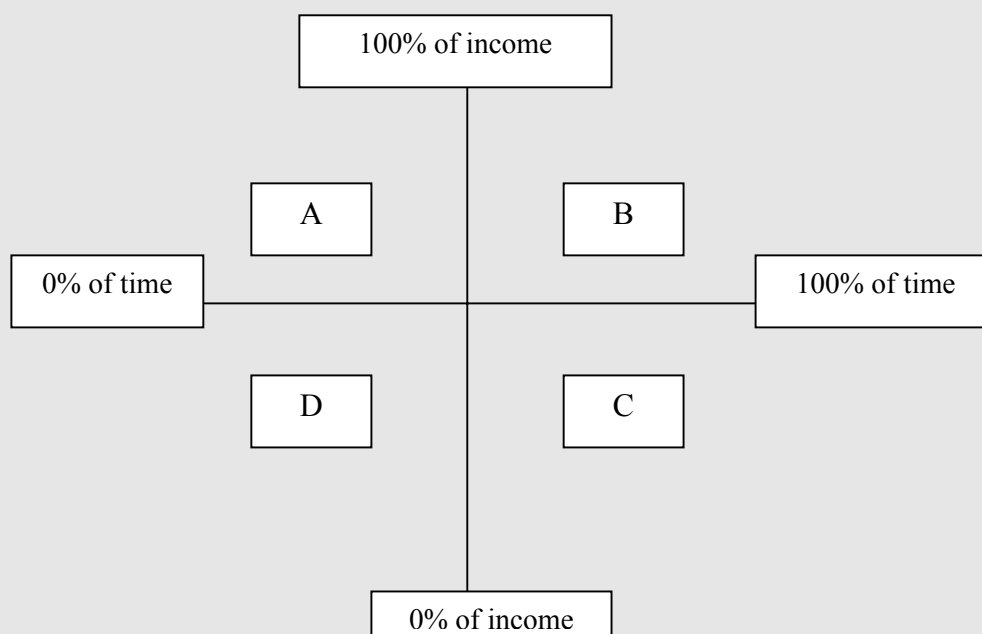 100% of income
A
B
0% of time
100% of time
D
C
0% of income